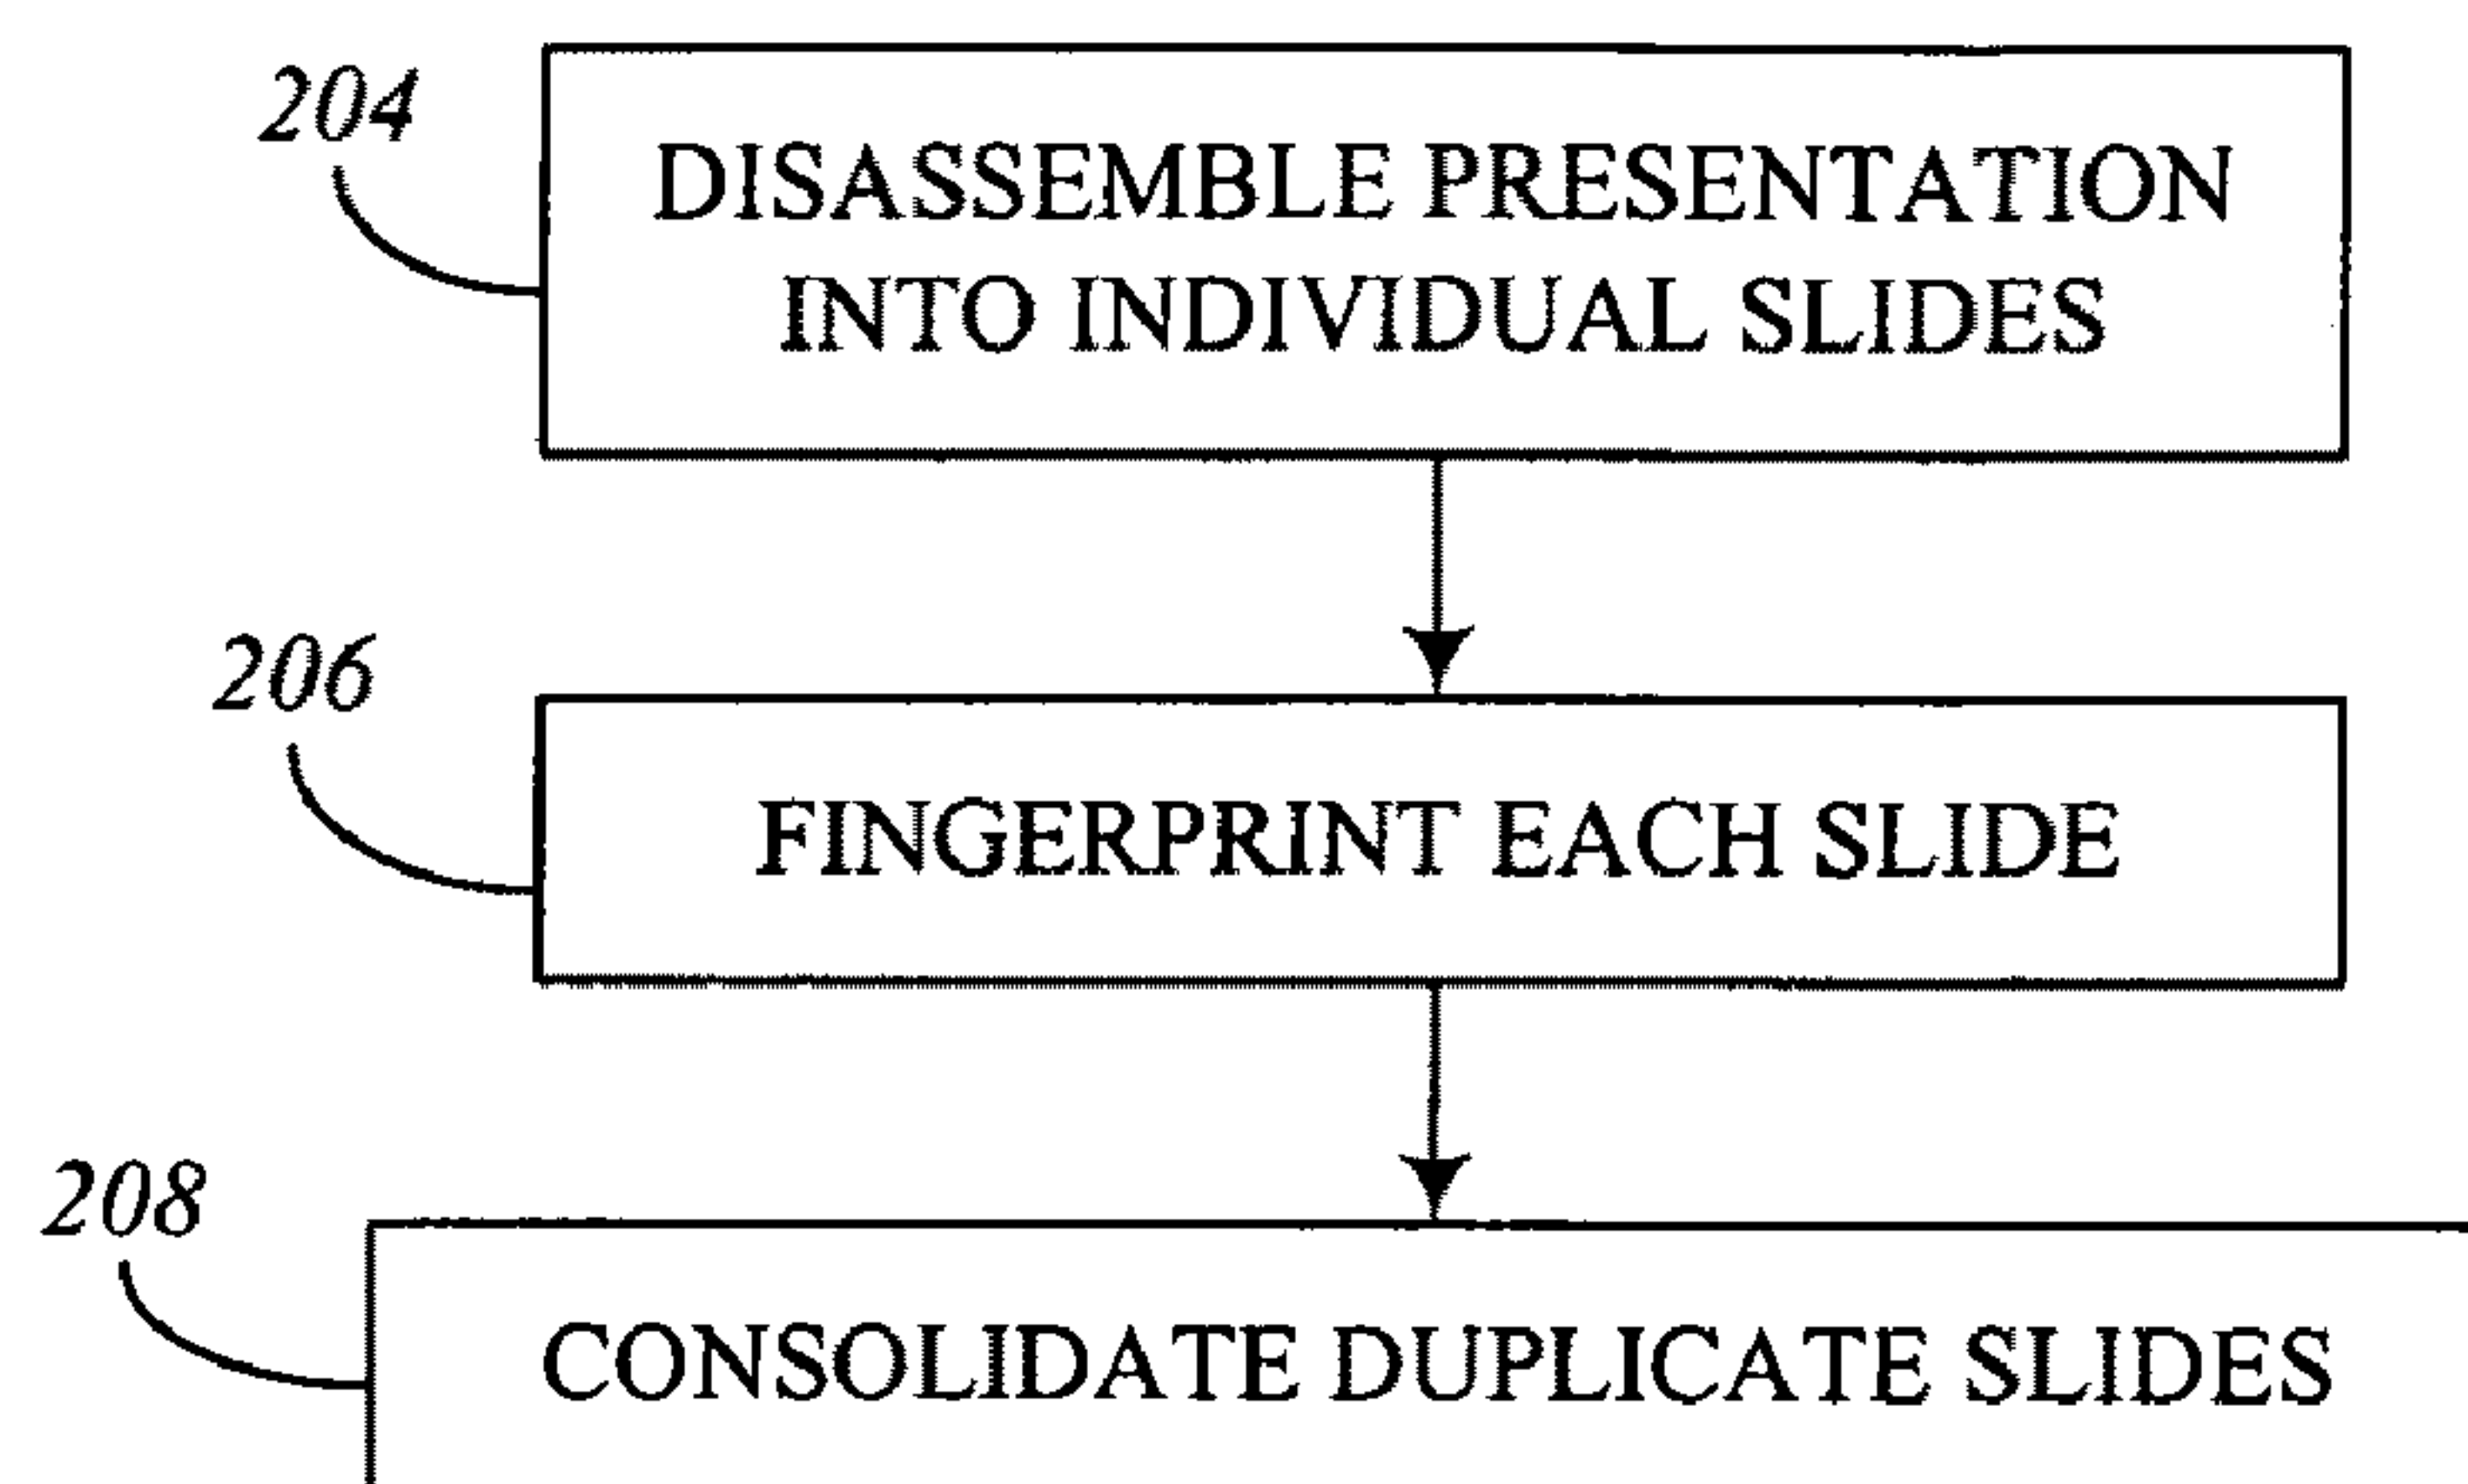 204
DISASSEMBLE PRESENTATION
INTO INDIVIDUAL SLIDES
206
FINGERPRINT EACH SLIDE
208
CONSOLIDATE DUPLICATE SLIDES